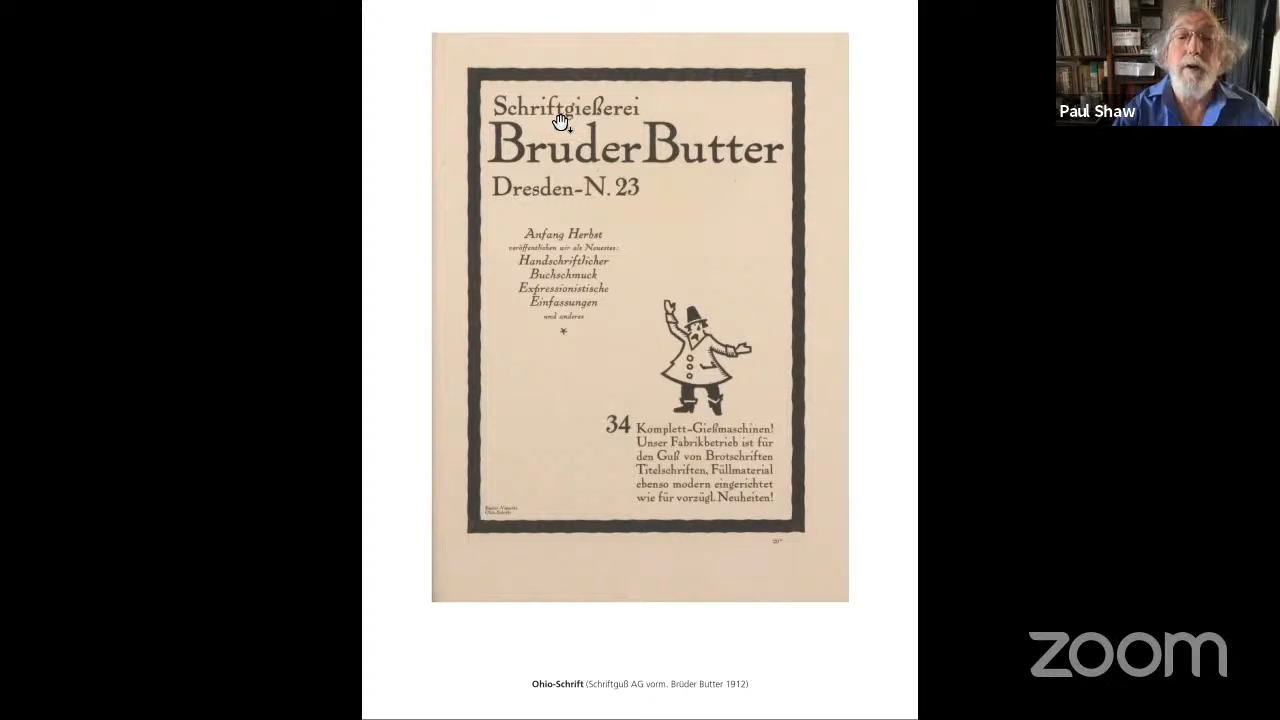 Schriftgießerei
Bruder Butter
Dresden-N. 23
Anfang Herbst
veröffentlichen wir als Neuestes:
Handschriftlicher
Buchschmuck
Expressionistische
Einfassungen
und anderes
34 Komplett-Gießmaschinen!
Unser Fabrikbetrieb ist für
den Guß von Brotschriften
Titelschriften, Füllmaterial
ebenso modern eingerichtet
wie für vorzügl. Neuheiten!
Ohio-Schrift
Ohio-Schrift (Schriftguß AG vorm. Brüder Butter 1912)
Paul Shaw
zoom